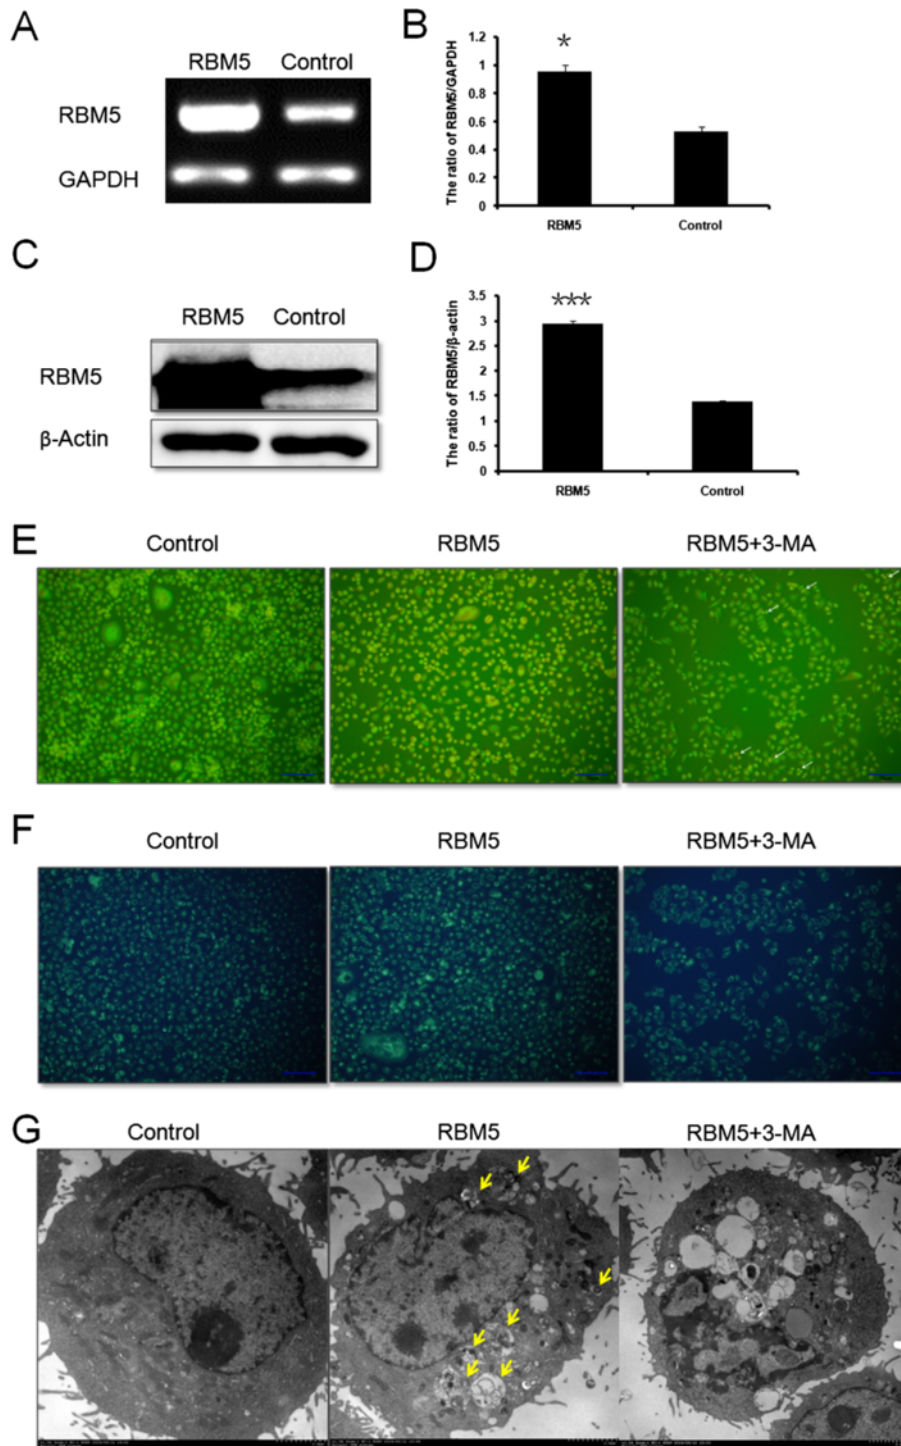 A
RBM5 Control
RBM5
GAPDH
B
The ratio of RBM5/GAPDH
1.2
1
0.8
0.6
0.4
0.2
0
*
RBM5 Control
C
RBM5 Control
RBM5
β-Actin
D
The ratio of RBM5/β-actin
3.5
3
2.5
2
1.5
1
0.5
0
***
RBM5 Control
E
Control RBM5 RBM5+3-MA
F
Control RBM5 RBM5+3-MA
G
Control RBM5 RBM5+3-MA